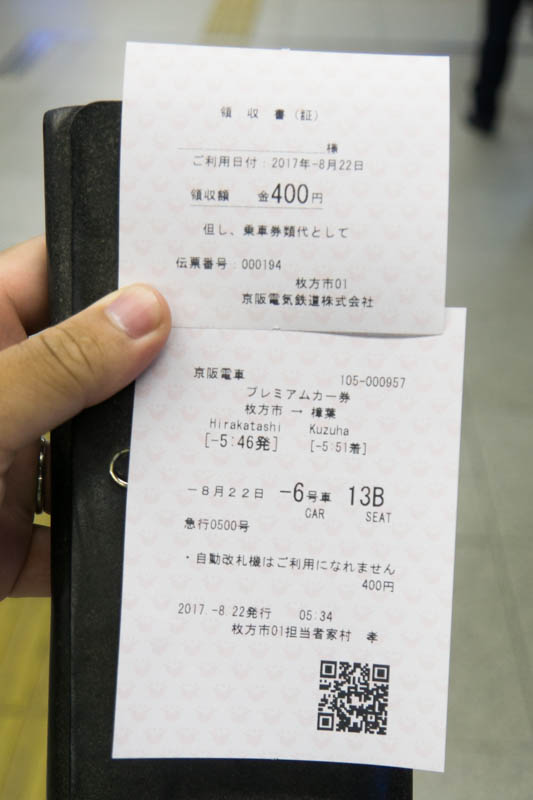 領収書(証)
様
ご利用日付:2017年-8月22日
領収額 金400円
但し、乗車券類代として
伝票番号:000194
枚方市01
京阪電気鉄道株式会社
京阪電車 105-000957
プレミアムカー券
枚方市 → 樟葉
Hirakatashi Kuzuha
[-5:46発] [-5:51着]
-8月22日 -6号車 13B
CAR SEAT
急行0500号
・自動改札機はご利用になれません
400円
2017.-8.22発行 05:34
枚方市01担当者家村 孝